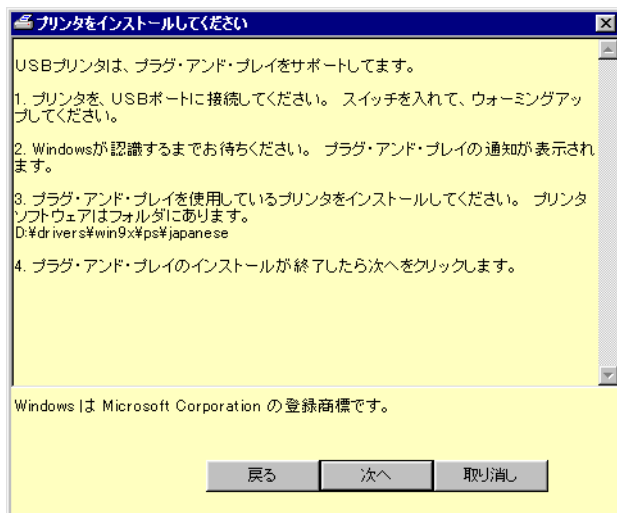 プリンタをインストールしてください
USBプリンタは、プラグ・アンド・プレイをサポートしてます。
1. プリンタを、USBポートに接続してください。 スイッチを入れて、ウォーミングアッ
プしてください。
2. Windowsが認識するまでお待ちください。 プラグ・アンド・プレイの通知が表示され
ます。
3. プラグ・アンド・プレイを使用しているプリンタをインストールしてください。 プリンタ
ソフトウェアはフォルダにあります。
D:¥drivers¥win9x¥ps¥japanese
4. プラグ・アンド・プレイのインストールが終了したら次へをクリックします。
Windows は Microsoft Corporation の登録商標です。
戻る 次へ 取り消し